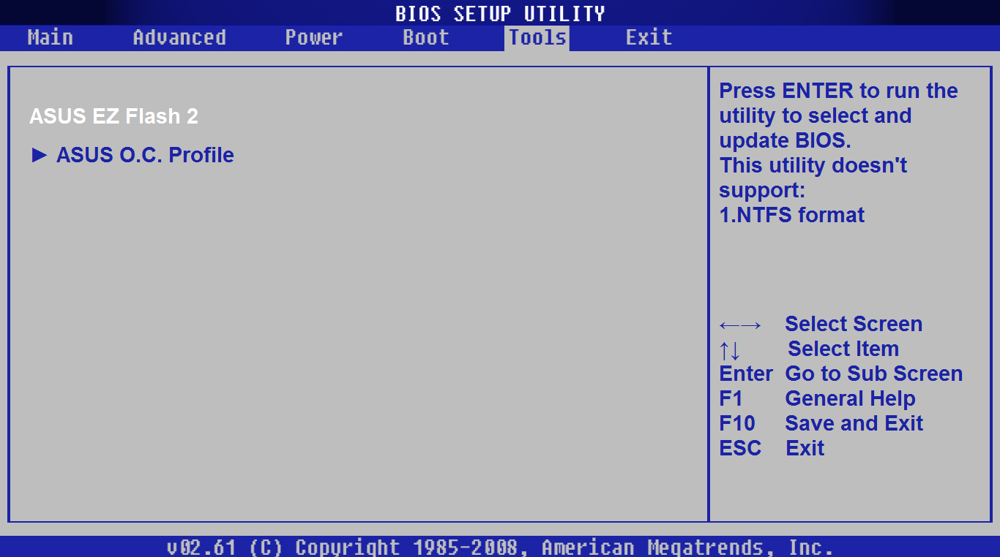 BIOS SETUP UTILITY
Main Advanced Power Boot Tools Exit
ASUS EZ Flash 2
► ASUS O.C. Profile
Press ENTER to run the
utility to select and
update BIOS.
This utility doesn't
support:
1.NTFS format
←→ Select Screen
↑↓ Select Item
Enter Go to Sub Screen
F1 General Help
F10 Save and Exit
ESC Exit
v02.61 (C) Copyright 1985-2008, American Megatrends, Inc.